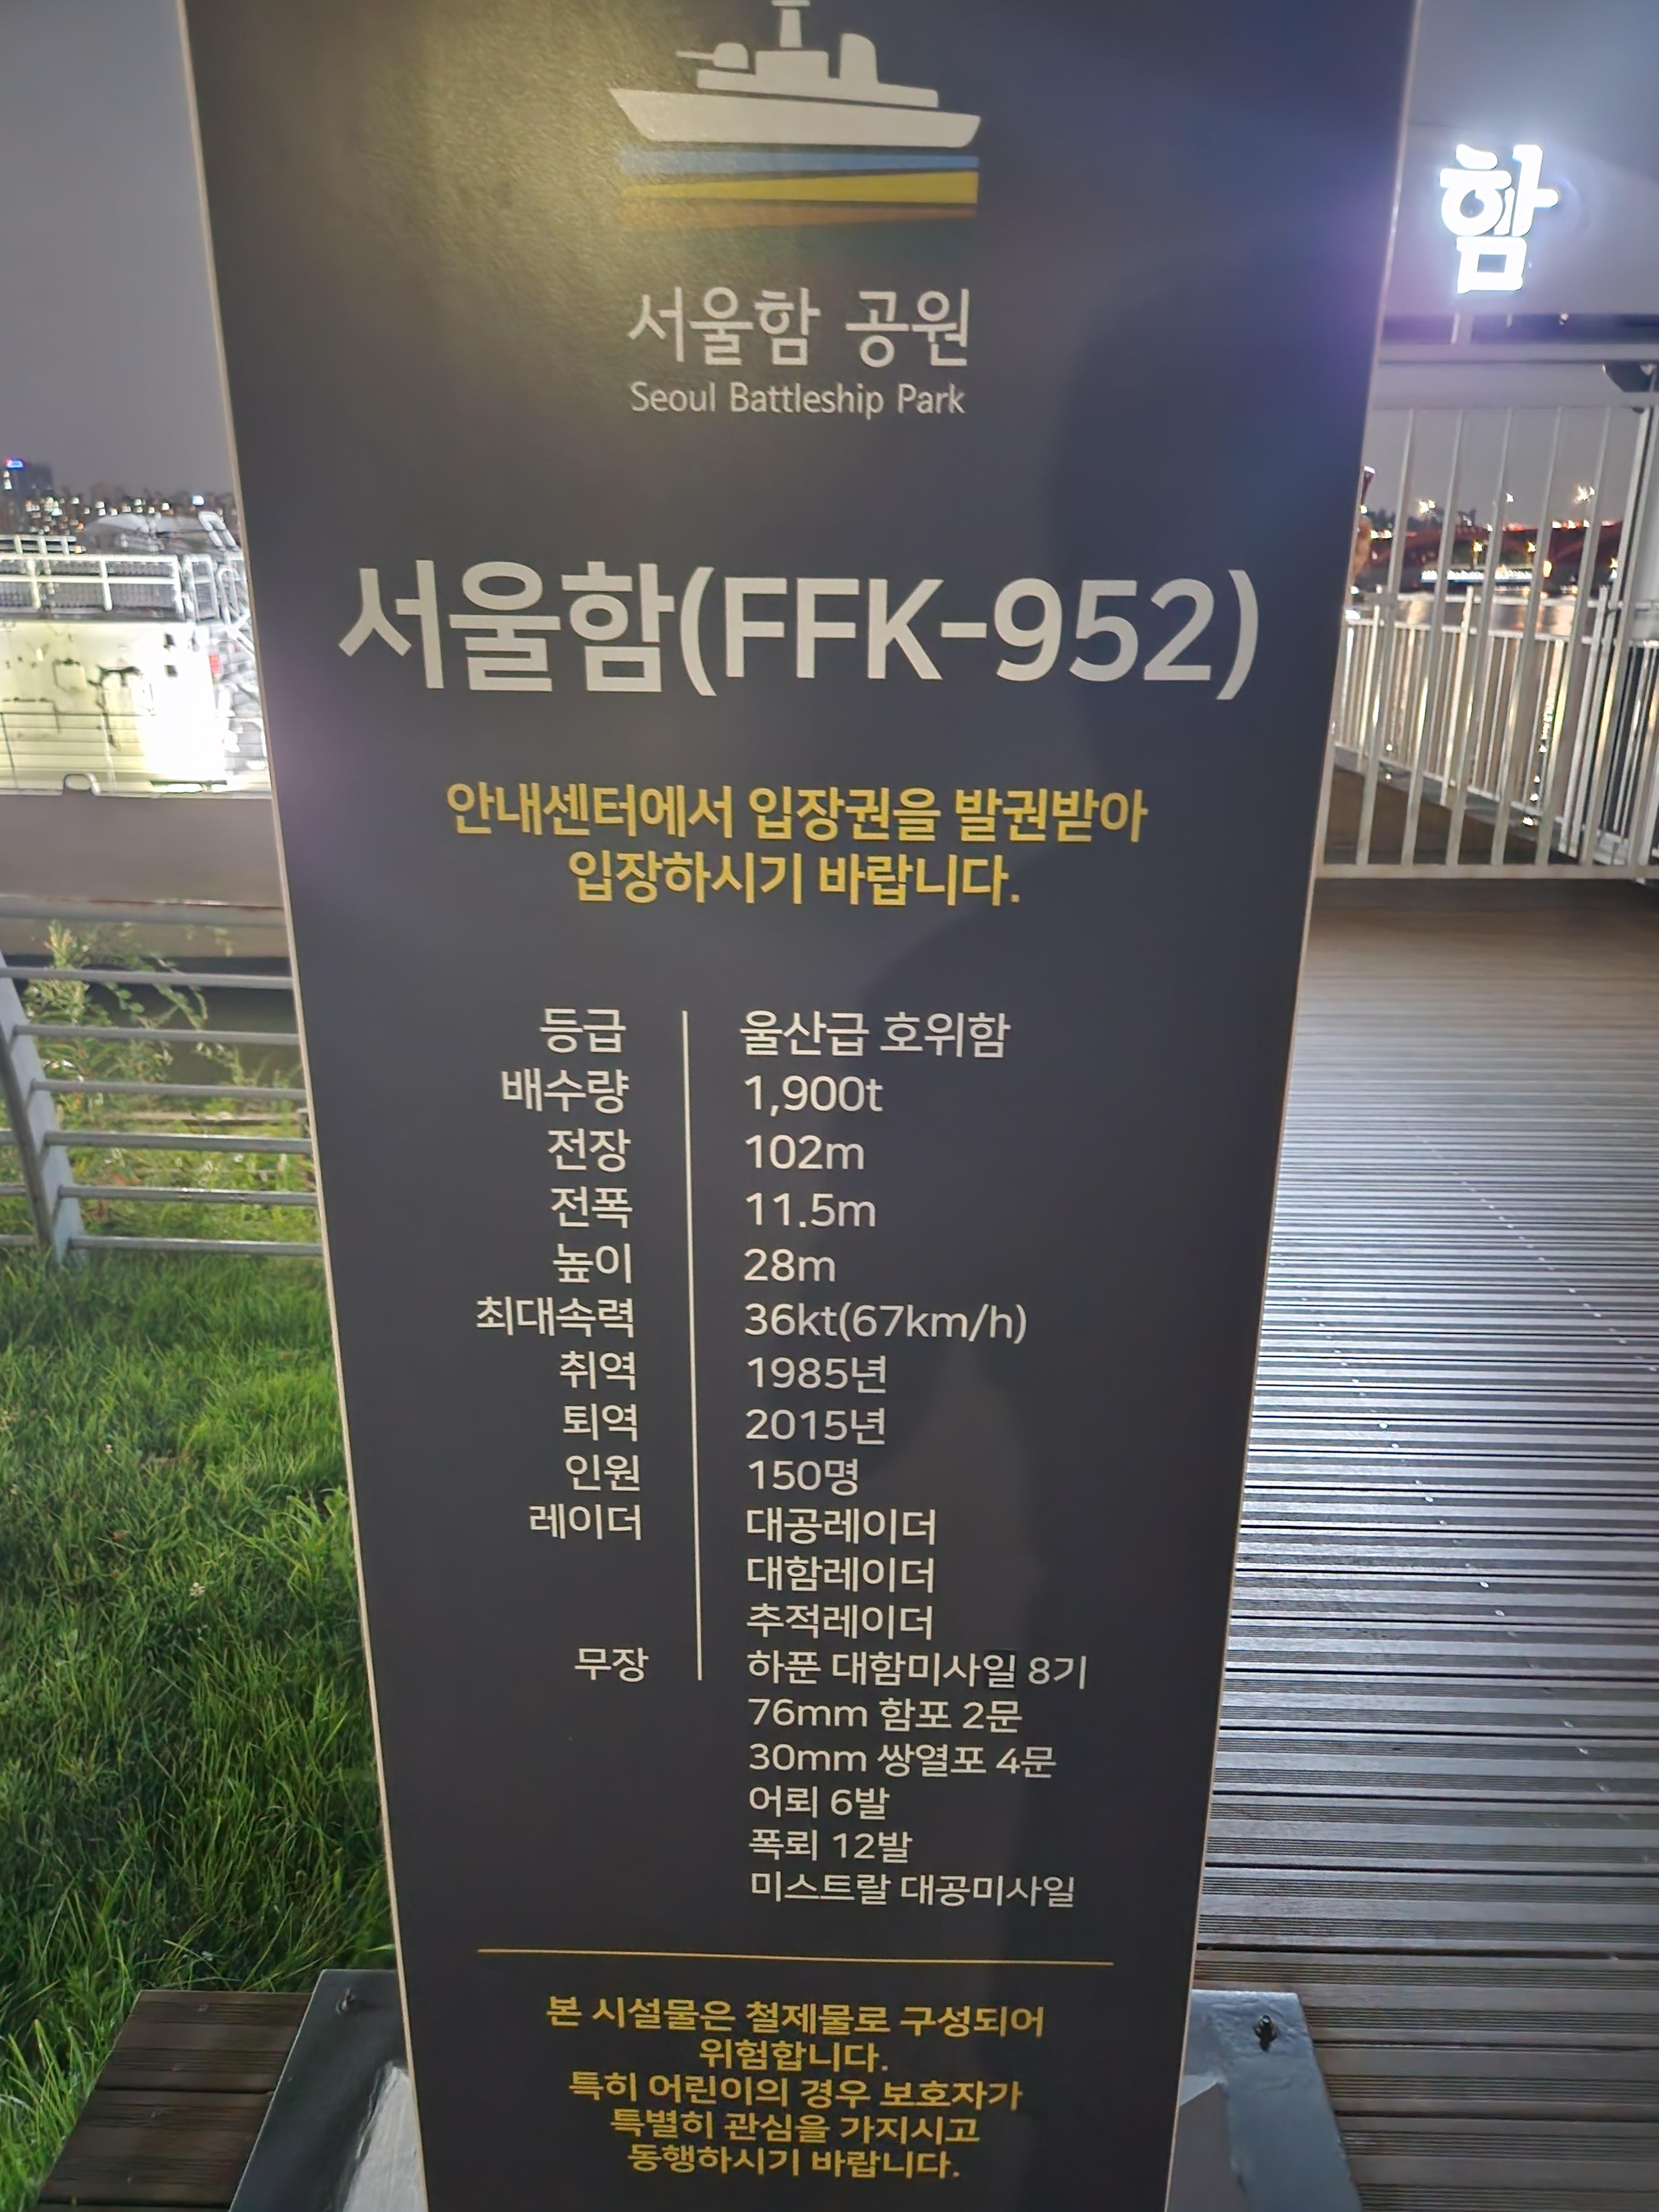 서울함 공원
Seoul Battleship Park
함
서울함(FFK-952)
안내센터에서 입장권을 발권받아
입장하시기 바랍니다.
등급 울산급 호위함
배수량 1,900t
전장 102m
전폭 11.5m
높이 28m
최대속력 36kt(67km/h)
취역 1985년
퇴역 2015년
인원 150명
레이더 대공레이더
대함레이더
추적레이더
무장 하푼 대함미사일 8기
76mm 함포 2문
30mm 쌍열포 4문
어뢰 6발
폭뢰 12발
미스트랄 대공미사일
본 시설물은 철제물로 구성되어
위험합니다.
특히 어린이의 경우 보호자가
특별히 관심을 가지시고
동행하시기 바랍니다.